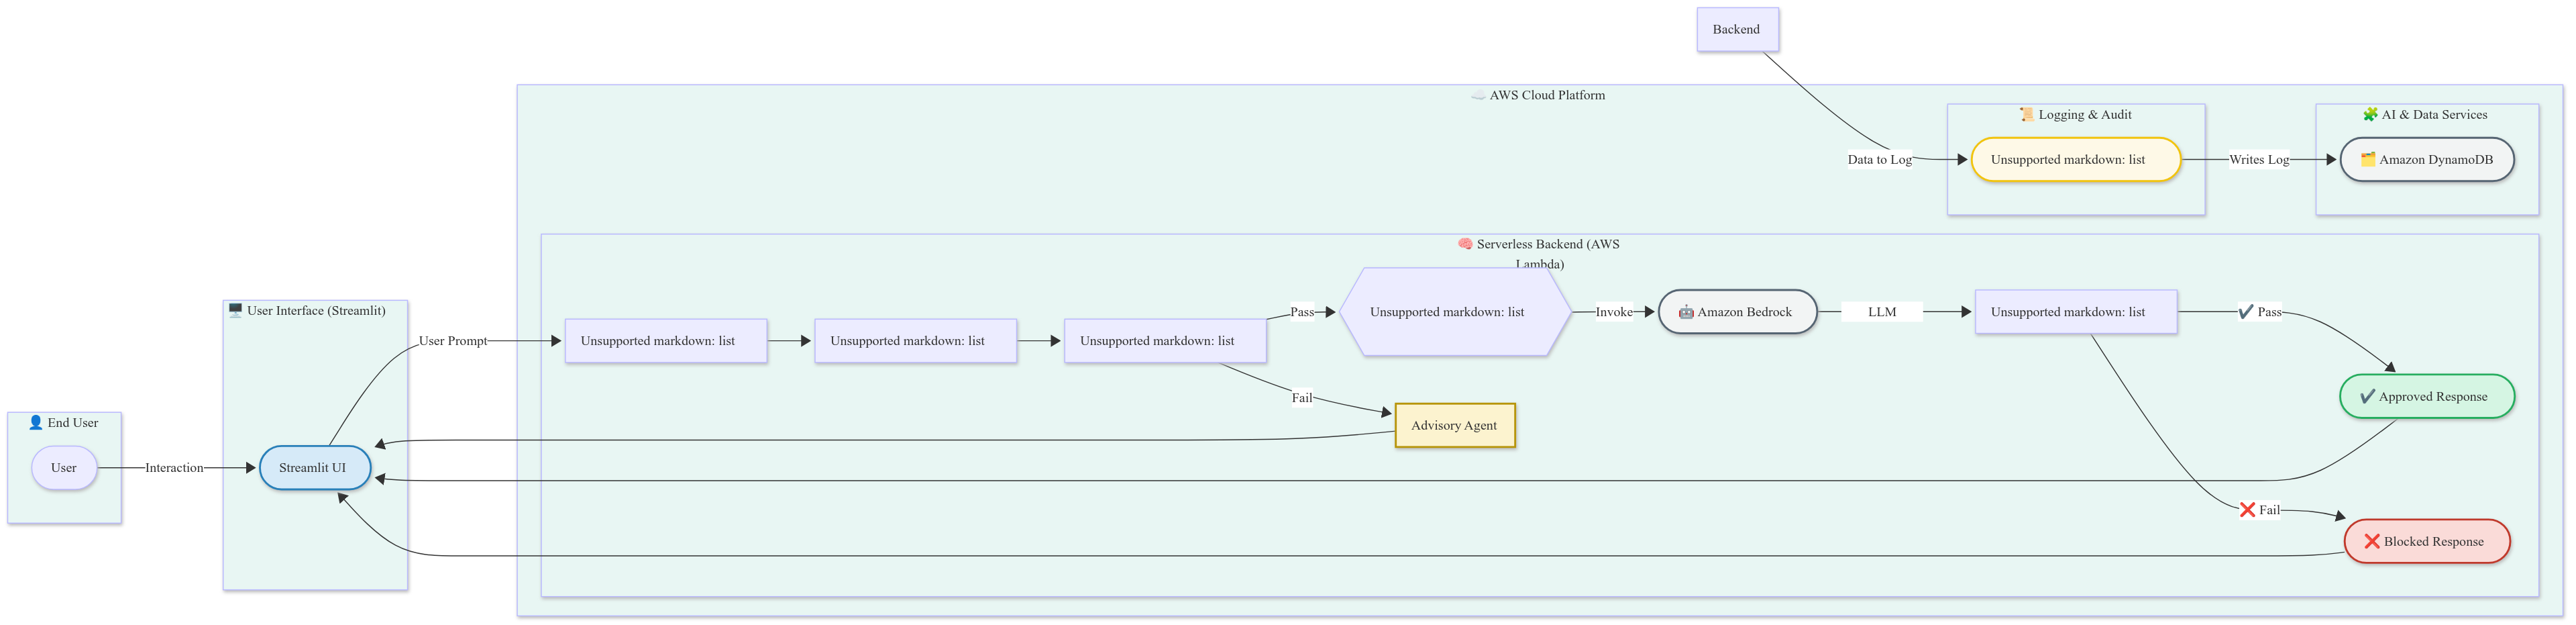 Backend
☁️ AWS Cloud Platform
📜 Logging & Audit
🧩 AI & Data Services
Data to Log
Unsupported markdown: list
Writes Log
🗂️ Amazon DynamoDB
🧠 Serverless Backend (AWS
Lambda)
🖥️ User Interface (Streamlit)
User Prompt
Unsupported markdown: list
Unsupported markdown: list
Unsupported markdown: list
Pass
Unsupported markdown: list
Invoke
🤖 Amazon Bedrock
LLM
Unsupported markdown: list
✔️ Pass
Fail
Advisory Agent
✔️ Approved Response
👤 End User
User
Interaction
Streamlit UI
❌ Fail
❌ Blocked Response